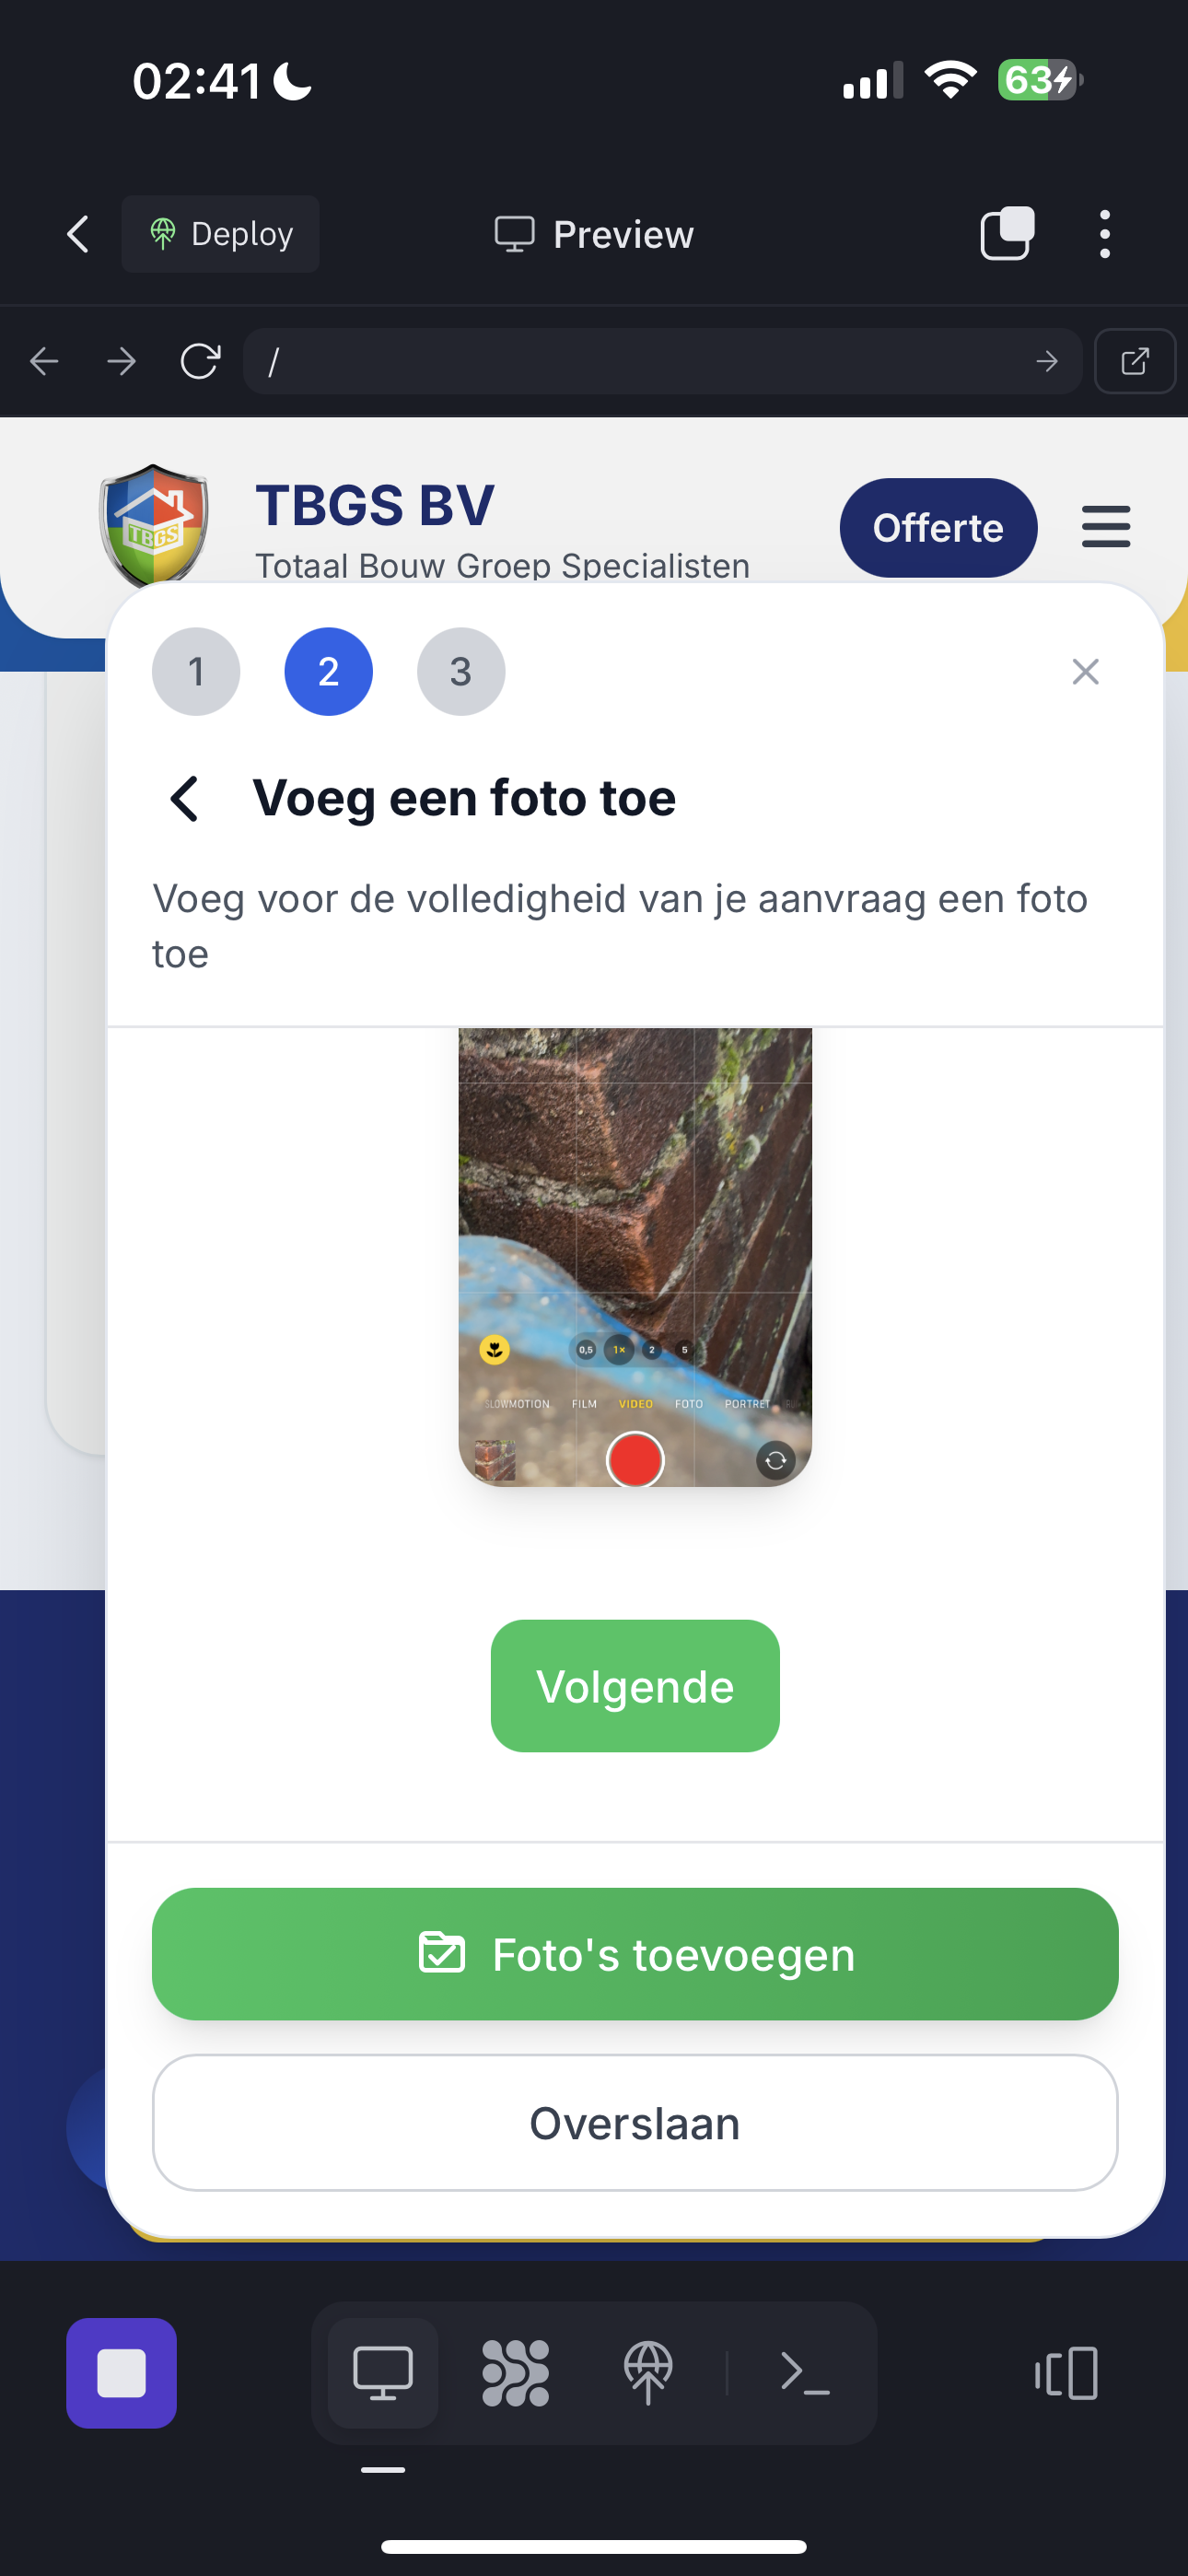 02:41
63
Deploy
Preview
/
TBGS
TBGS BV
Totaal Bouw Groep Specialisten
Offerte
1
2
3
Voeg een foto toe
Voeg voor de volledigheid van je aanvraag een foto
toe
0,5
1×
2
5
SLOWMOTION
FILM
VIDEO
FOTO
PORTRET
Volgende
Foto's toevoegen
Overslaan